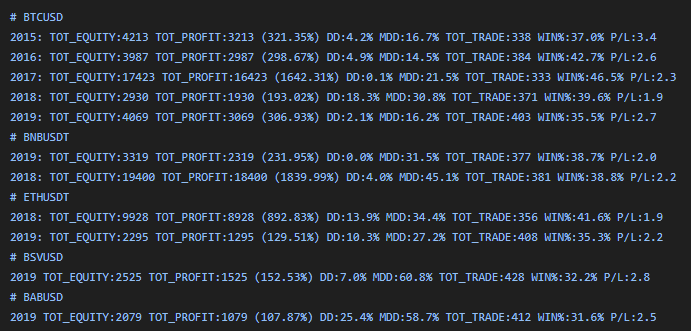 # BTCUSD
2015: TOT_EQUITY:4213 TOT_PROFIT:3213 (321.35%) DD:4.2% MDD:16.7% TOT_TRADE:338 WIN%:37.0% P/L:3.4
2016: TOT_EQUITY:3987 TOT_PROFIT:2987 (298.67%) DD:4.9% MDD:14.5% TOT_TRADE:384 WIN%:42.7% P/L:2.6
2017: TOT_EQUITY:17423 TOT_PROFIT:16423 (1642.31%) DD:0.1% MDD:21.5% TOT_TRADE:333 WIN%:46.5% P/L:2.3
2018: TOT_EQUITY:2930 TOT_PROFIT:1930 (193.02%) DD:18.3% MDD:30.8% TOT_TRADE:371 WIN%:39.6% P/L:1.9
2019: TOT_EQUITY:4069 TOT_PROFIT:3069 (306.93%) DD:2.1% MDD:16.2% TOT_TRADE:403 WIN%:35.5% P/L:2.7
# BNBUSDT
2019: TOT_EQUITY:3319 TOT_PROFIT:2319 (231.95%) DD:0.0% MDD:31.5% TOT_TRADE:377 WIN%:38.7% P/L:2.0
2018: TOT_EQUITY:19400 TOT_PROFIT:18400 (1839.99%) DD:4.0% MDD:45.1% TOT_TRADE:381 WIN%:38.8% P/L:2.2
# ETHUSDT
2018: TOT_EQUITY:9928 TOT_PROFIT:8928 (892.83%) DD:13.9% MDD:34.4% TOT_TRADE:356 WIN%:41.6% P/L:1.9
2019: TOT_EQUITY:2295 TOT_PROFIT:1295 (129.51%) DD:10.3% MDD:27.2% TOT_TRADE:408 WIN%:35.3% P/L:2.2
# BSVUSD
2019 TOT_EQUITY:2525 TOT_PROFIT:1525 (152.53%) DD:7.0% MDD:60.8% TOT_TRADE:428 WIN%:32.2% P/L:2.8
# BABUSD
2019 TOT_EQUITY:2079 TOT_PROFIT:1079 (107.87%) DD:25.4% MDD:58.7% TOT_TRADE:412 WIN%:31.6% P/L:2.5